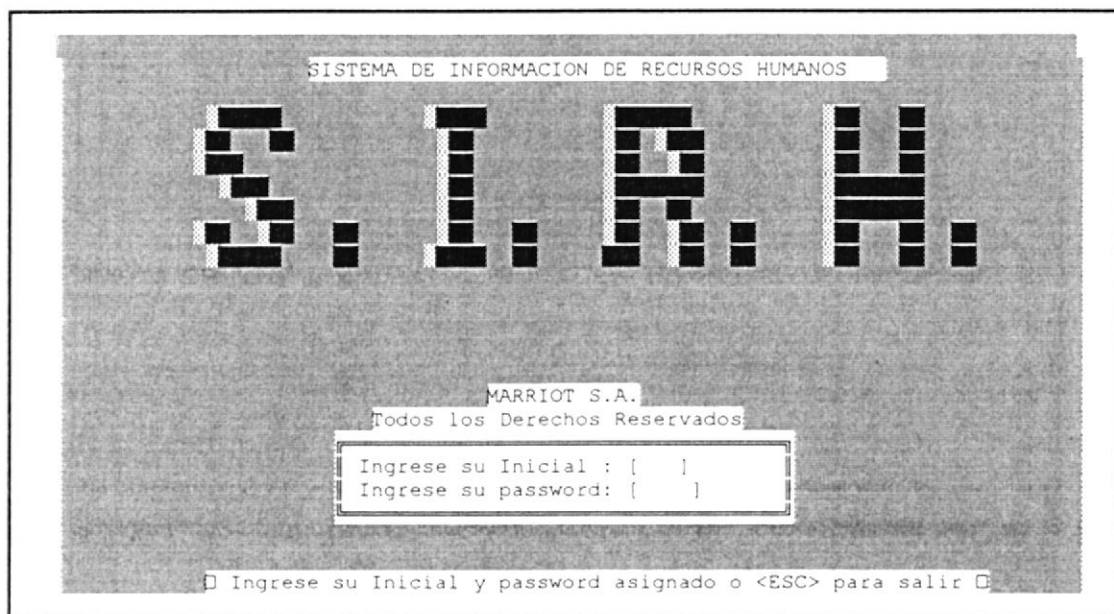 SISTEMA DE INFORMACION DE RECURSOS HUMANOS
S.I.R.H.
MARRIOT S.A.
Todos los Derechos Reservados
Ingrese su Inicial : [ ]
Ingrese su password: [ ]
Ingrese su Inicial y password asignado o <ESC> para salir